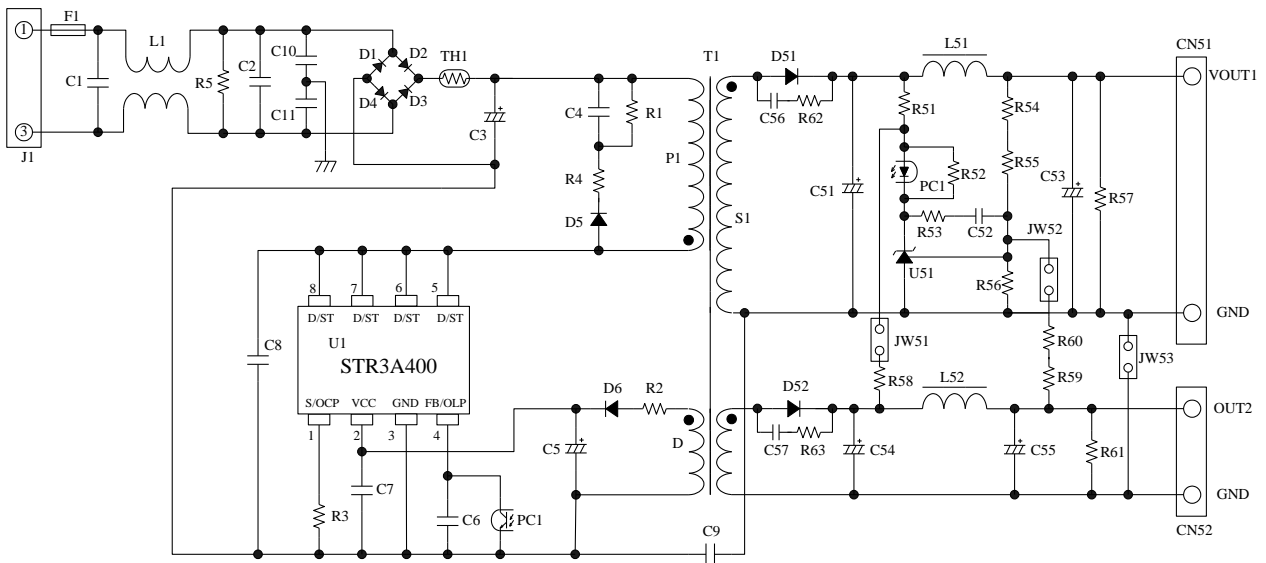 F1
1
L1
C10
D1
D2
TH1
T1
D51
L51
CN51
VOUT1
C1
R5
C2
C11
D4
D3
C3
C4
R1
C56
R62
R51
R54
3
J1
P1
R4
D5
S1
C51
PC1
R52
R55
C53
R57
R53
C52
JW52
U51
R56
8
7
6
5
D/ST
D/ST
D/ST
D/ST
GND
U1
STR3A400
C8
JW51
R60
JW53
R58
R59
S/OCP
VCC
GND
FB/OLP
D6
R2
D52
L52
OUT2
1
2
3
4
C5
D
C57
R63
C54
C55
R61
C7
R3
C6
PC1
C9
GND
CN52